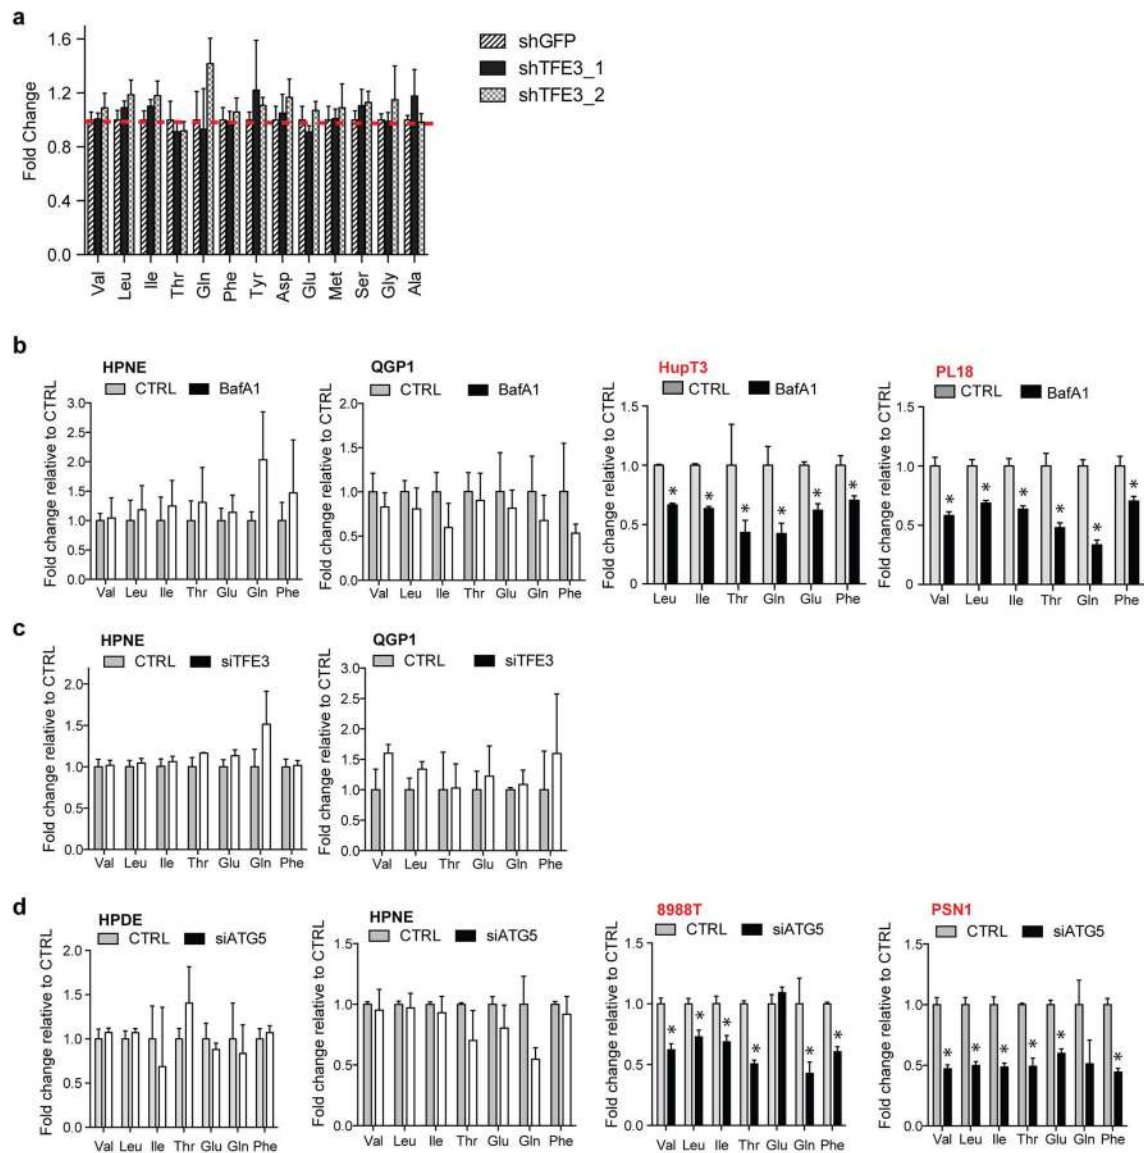 a
shGFP
shTFE3_1
shTFE3_2
Fold Change
1.6
1.2
0.8
0.4
0.0
Val Leu Ile Thr Gln Phe Tyr Asp Glu Met Ser Gly Ala
b
HPNE
CTRL BafA1
Fold change relative to CTRL
3.0
2.5
2.0
1.5
1.0
0.5
0.0
Val Leu Ile Thr Glu Gln Phe
QGP1
CTRL BafA1
Fold change relative to CTRL
2.0
1.5
1.0
0.5
0.0
Val Leu Ile Thr Glu Gln Phe
HupT3
CTRL BafA1
Fold change relative to CTRL
1.5
1.0
0.5
0
* * * * * *
Leu Ile Thr Gln Glu Phe
PL18
CTRL BafA1
Fold change relative to CTRL
1.5
1.0
0.5
0
* * * * * *
Val Leu Ile Thr Gln Phe
c
HPNE
CTRL siTFE3
Fold change relative to CTRL
2.0
1.5
1.0
0.5
0.0
Val Leu Ile Thr Glu Gln Phe
QGP1
CTRL siTFE3
Fold change relative to CTRL
3.0
2.5
2.0
1.5
1.0
0.5
0.0
Val Leu Thr Glu Gln Phe
d
HPDE
CTRL siATG5
Fold change relative to CTRL
2.0
1.5
1.0
0.5
0.0
Val Leu Ile Thr Glu Gln Phe
HPNE
CTRL siATG5
Fold change relative to CTRL
1.5
1.0
0.5
0.0
Val Leu Ile Thr Glu Gln Phe
8988T
CTRL siATG5
Fold change relative to CTRL
1.5
1.0
0.5
0.0
* * * * * *
Val Leu Ile Thr Glu Gln Phe
PSN1
CTRL siATG5
Fold change relative to CTRL
1.5
1.0
0.5
0.0
* * * * * *
Val Leu Ile Thr Glu Gln Phe